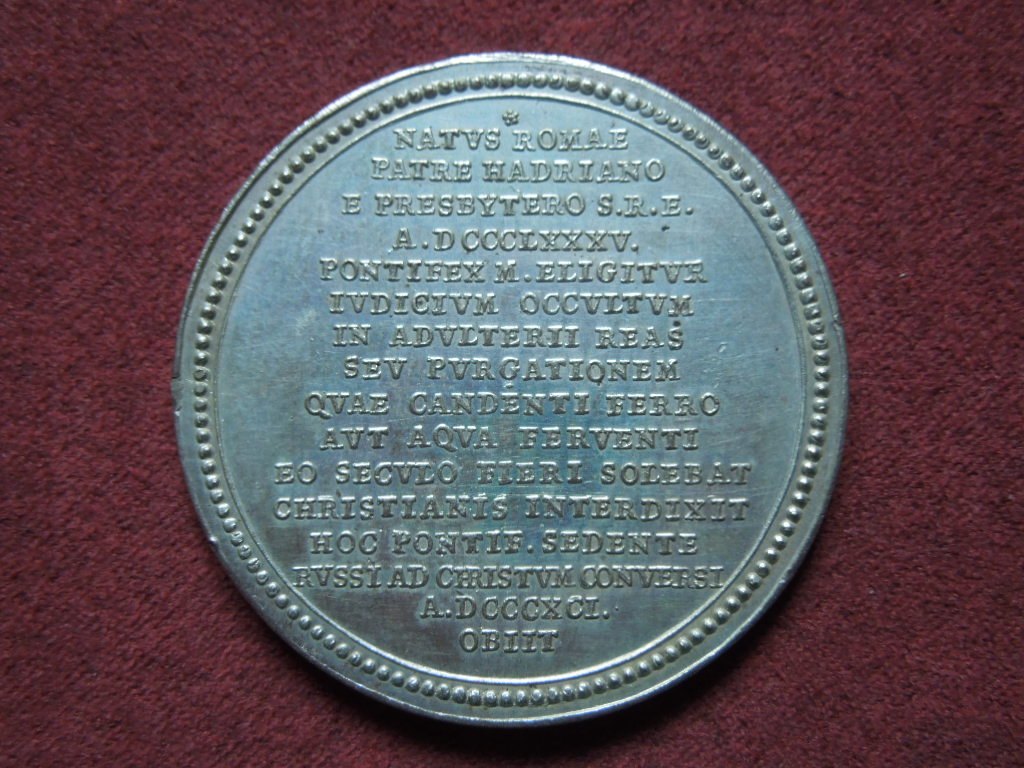 NATVS ROMAE
PATRE HADRIANO
E PRESBYTERO S.R.E.
A.DCCCLXXXV.
PONTIFEX M.ELIGITVR
IVDICIVM OCCVLTVM
IN ADVLTERII REAS
SEV PVRGATIONEM
QVAE CANDENTI FERRO
AVT AQVA FERVENTI
EO SECVLO FIERI SOLEBAT
CHRISTIANIS INTERDIXIT
HOC PONTIF.SEDENTE
RVSSI AD CHRISTVM CONVERSI
A.DCCCXCI.
OBIIT